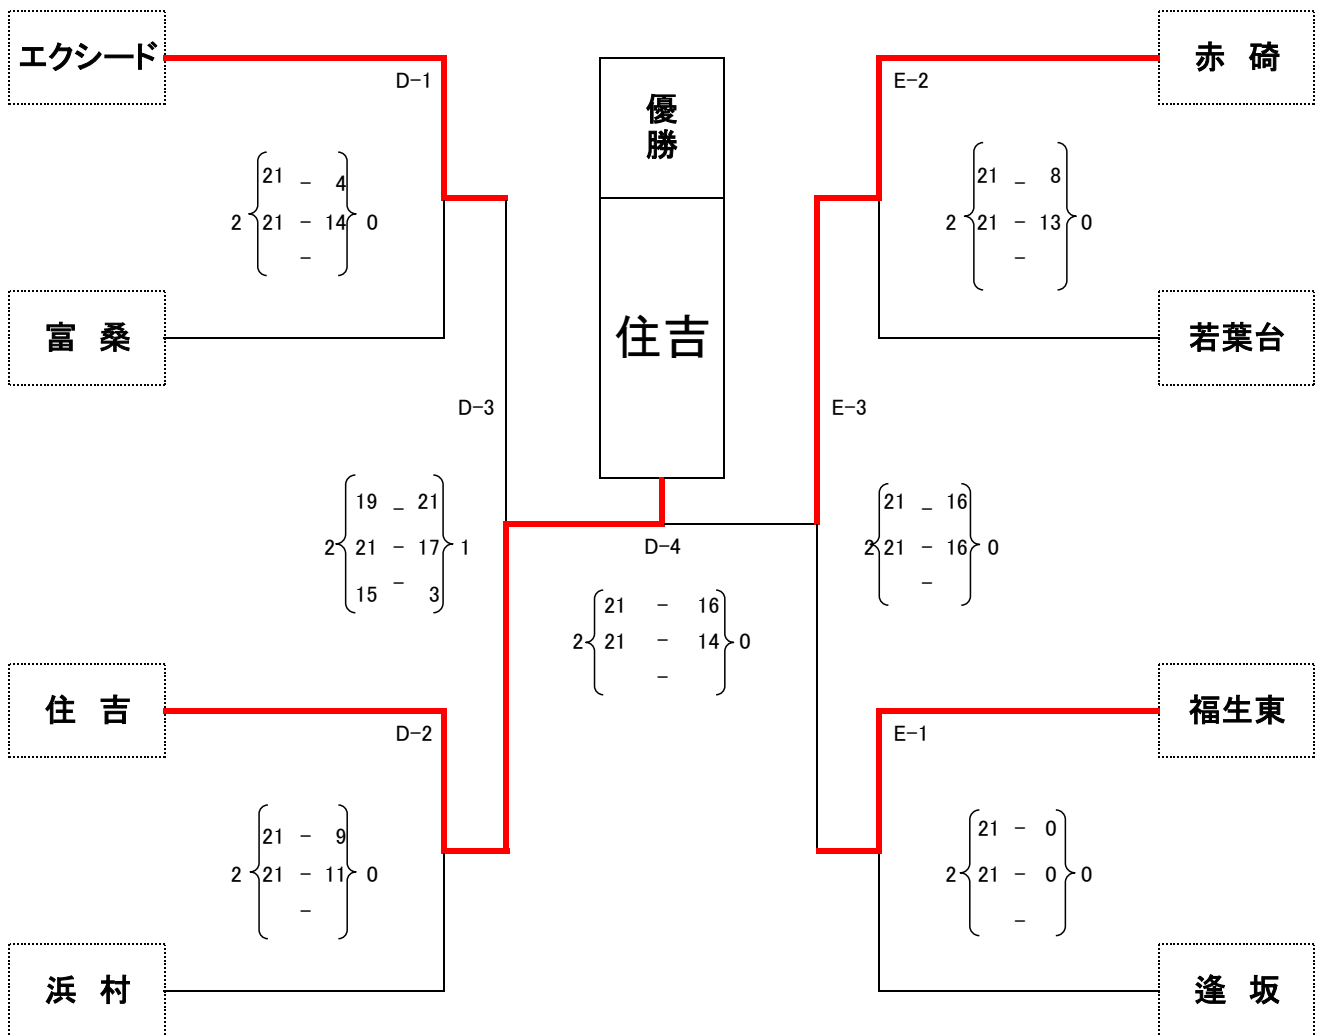 エクシード
赤 碕
D-1
E-2
優勝
21 - 4
2 21 - 14 0
-
21 - 8
2 21 - 13 0
-
富 桑
住吉
若葉台
D-3
E-3
19 - 21
2 21 - 17 1
15 - 3
21 - 16
2 21 - 16 0
-
D-4
21 - 16
2 21 - 14 0
-
住 吉
福生東
D-2
E-1
21 - 9
2 21 - 11 0
-
21 - 0
2 21 - 0 0
-
浜 村
逢 坂